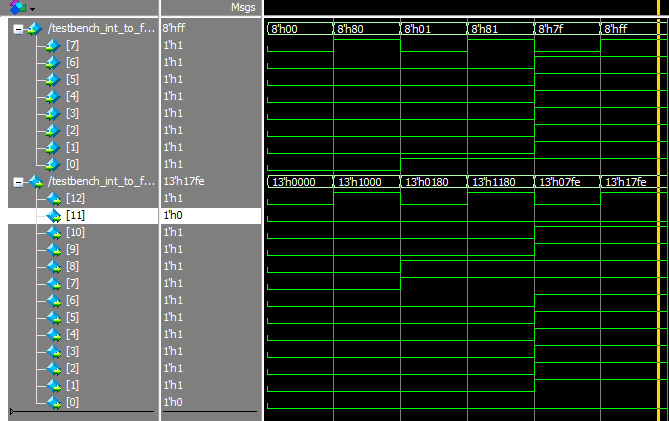 Msgs
/testbench_int_to_f... 8'hff 8'h00 8'h80 8'h01 8'h81 8'h7f 8'hff
[7] 1'h1
[6] 1'h1
[5] 1'h1
[4] 1'h1
[3] 1'h1
[2] 1'h1
[1] 1'h1
[0] 1'h1
/testbench_int_to_f... 13'h17fe 13'h0000 13'h1000 13'h0180 13'h1180 13'h07fe 13'h17fe
[12] 1'h1
[11] 1'h0
[10] 1'h1
[9] 1'h1
[8] 1'h1
[7] 1'h1
[6] 1'h1
[5] 1'h1
[4] 1'h1
[3] 1'h1
[2] 1'h1
[1] 1'h1
[0] 1'h0